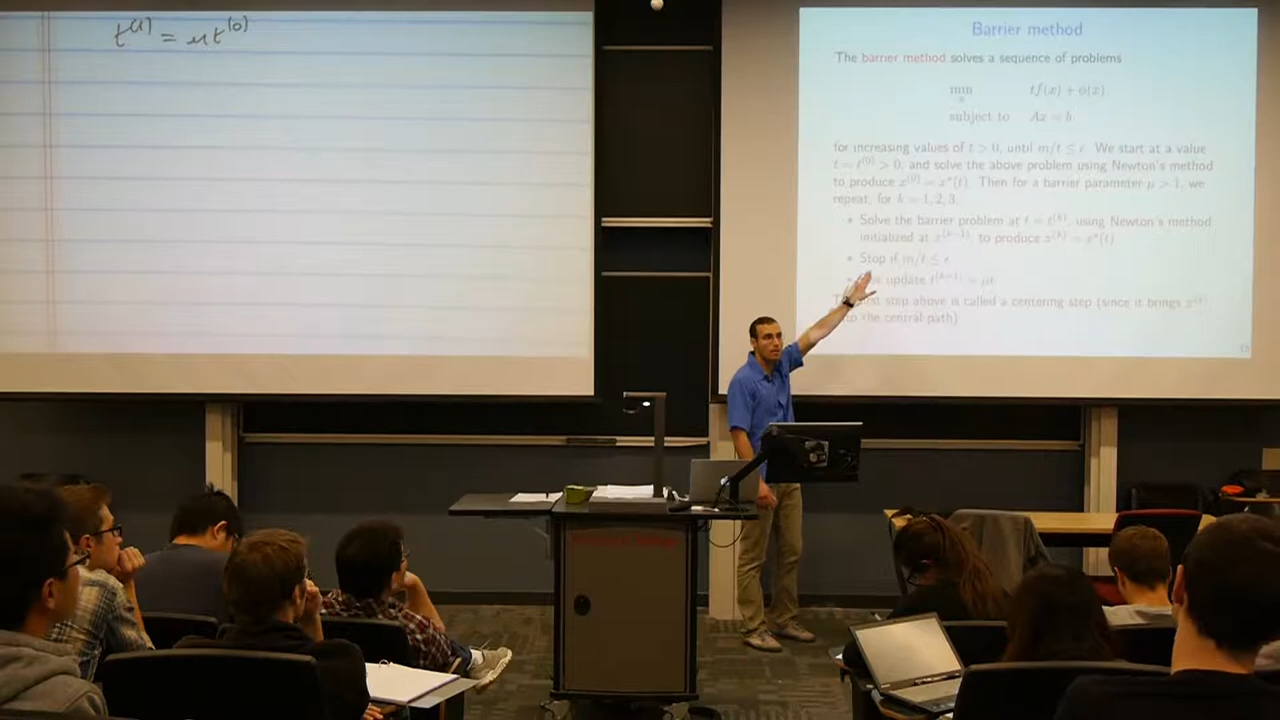 t^(1) = μt^(0)
Barrier method
The barrier method solves a sequence of problems
min tf(x) + φ(x)
x
subject to Ax = b
for increasing values of t > 0, until m/t ≤ ϵ. We start at a value
t = t^(0) > 0, and solve the above problem using Newton's method
to produce x^(0) = x*(t). Then for a barrier parameter μ > 1, we
repeat, for k = 1, 2, 3,
• Solve the barrier problem at t = t^(k), using Newton's method
initialized at x^(k−1), to produce x^(k) = x*(t)
• Stop if m/t ≤ ϵ
• update t^(k+1) = μt
step above is called a centering step (since it brings x^(k)
the central path)